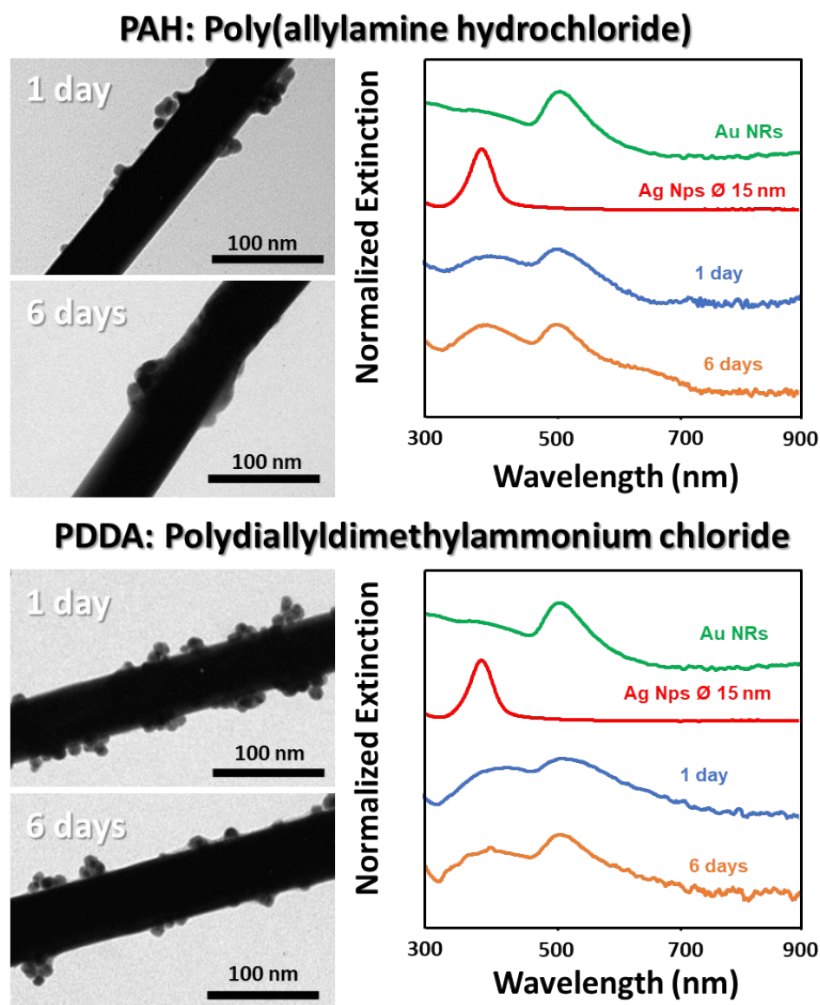 PAH: Poly(allylamine hydrochloride)
1 day
100 nm
6 days
100 nm
Normalized Extinction
Au NRs
Ag Nps Ø 15 nm
1 day
6 days
300 500 700 900
Wavelength (nm)
PDDA: Polydiallyldimethylammonium chloride
1 day
100 nm
6 days
100 nm
Normalized Extinction
Au NRs
Ag Nps Ø 15 nm
1 day
6 days
300 500 700 900
Wavelength (nm)